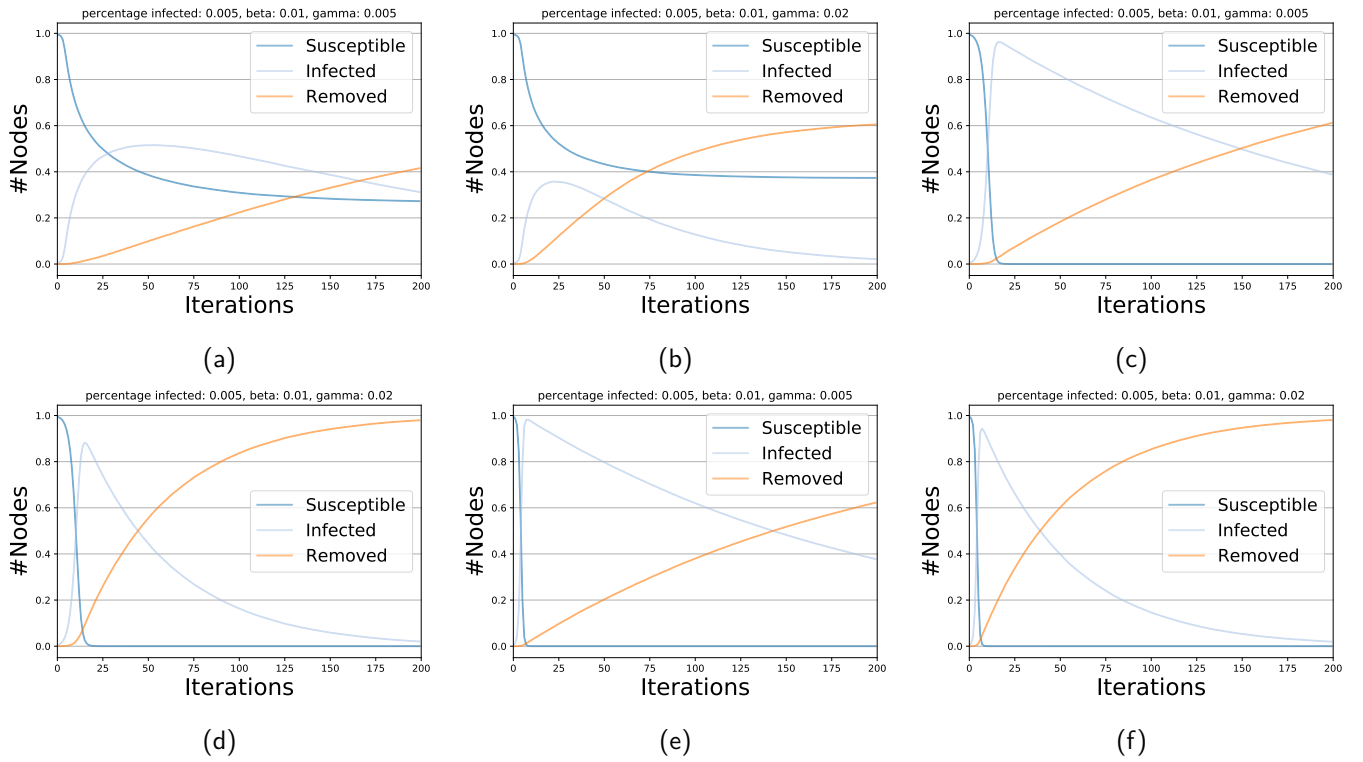 percentage infected: 0.005, beta: 0.01, gamma: 0.005
#Nodes
1.0
0.8
0.6
0.4
0.2
0.0
Susceptible
Infected
Removed
0 25 50 75 100 125 150 175 200
Iterations
(a)
percentage infected: 0.005, beta: 0.01, gamma: 0.02
#Nodes
1.0
0.8
0.6
0.4
0.2
0.0
Susceptible
Infected
Removed
0 25 50 75 100 125 150 175 200
Iterations
(b)
percentage infected: 0.005, beta: 0.01, gamma: 0.005
#Nodes
1.0
0.8
0.6
0.4
0.2
0.0
Susceptible
Infected
Removed
0 25 50 75 100 125 150 175 200
Iterations
(c)
percentage infected: 0.005, beta: 0.01, gamma: 0.02
#Nodes
1.0
0.8
0.6
0.4
0.2
0.0
Susceptible
Infected
Removed
0 25 50 75 100 125 150 175 200
Iterations
(d)
percentage infected: 0.005, beta: 0.01, gamma: 0.005
#Nodes
1.0
0.8
0.6
0.4
0.2
0.0
Susceptible
Infected
Removed
0 25 50 75 100 125 150 175 200
Iterations
(e)
percentage infected: 0.005, beta: 0.01, gamma: 0.02
#Nodes
1.0
0.8
0.6
0.4
0.2
0.0
Susceptible
Infected
Removed
0 25 50 75 100 125 150 175 200
Iterations
(f)